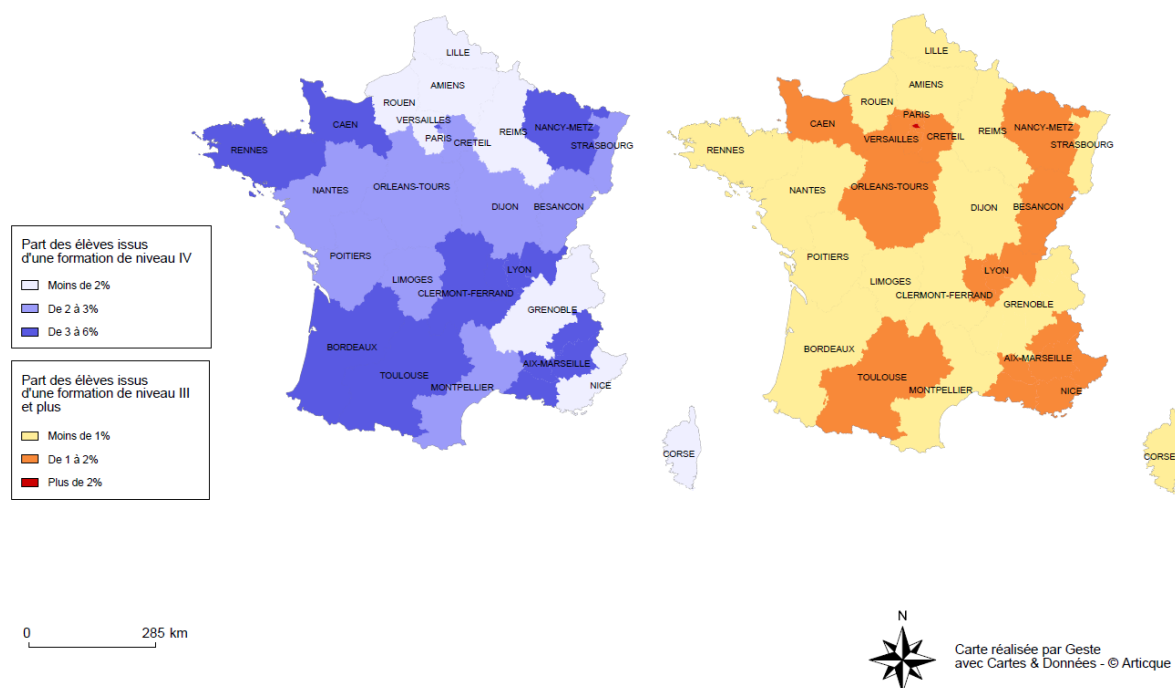 LILLE
AMIENS
ROUEN
VERSAILLES
PARIS
CRETEIL
REIMS
NANCY-METZ
STRASBOURG
CAEN
RENNES
NANTES
ORLEANS-TOURS
DIJON
BESANCON
POITIERS
LIMOGES
CLERMONT-FERRAND
LYON
GRENOBLE
BORDEAUX
TOULOUSE
MONTPELLIER
AIX-MARSEILLE
NICE
CORSE
LILLE
AMIENS
ROUEN
PARIS
VERSAILLES
CRETEIL
REIMS
NANCY-METZ
STRASBOURG
CAEN
RENNES
NANTES
ORLEANS-TOURS
DIJON
BESANCON
POITIERS
LIMOGES
CLERMONT-FERRAND
LYON
GRENOBLE
BORDEAUX
TOULOUSE
MONTPELLIER
AIX-MARSEILLE
NICE
CORSE
Part des élèves issus
d'une formation de niveau IV
Moins de 2%
De 2 à 3%
De 3 à 6%
Part des élèves issus
d'une formation de niveau III
et plus
Moins de 1%
De 1 à 2%
Plus de 2%
0 285 km
N
Carte réalisée par Geste
avec Cartes & Données - © Articque